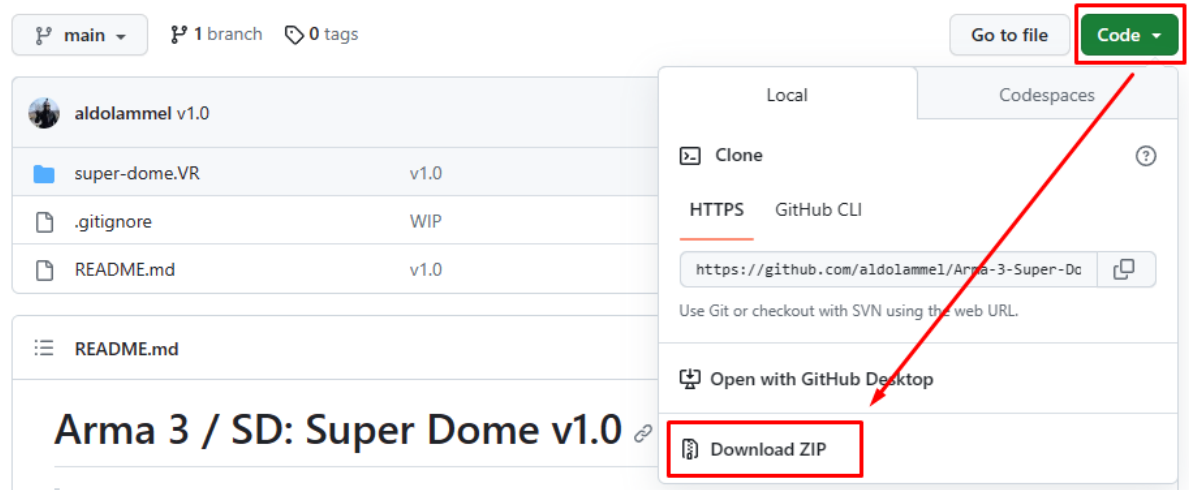 main
1 branch
0 tags
Go to file
Code
aldolammel v1.0
super-dome.VR v1.0
.gitignore WIP
README.md v1.0
README.md
Arma 3 / SD: Super Dome v1.0
Local
Codespaces
Clone
HTTPS
GitHub CLI
https://github.com/aldolammel/Arma-3-Super-Do
Use Git or checkout with SVN using the web URL.
Open with GitHub Desktop
Download ZIP